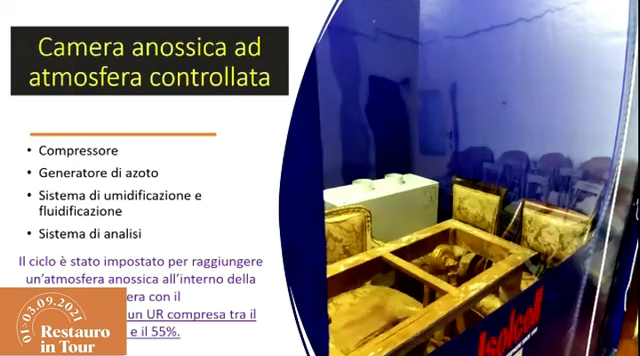 Camera anossica ad
atmosfera controllata
• Compressore
• Generatore di azoto
• Sistema di umidificazione e
fluidificazione
• Sistema di analisi
Il ciclo è stato impostato per raggiungere
un'atmosfera anossica all'interno della
era con il
un UR compresa tra il
e il 55%.
01>03.09.2021
Restauro
in Tour
Isolcell